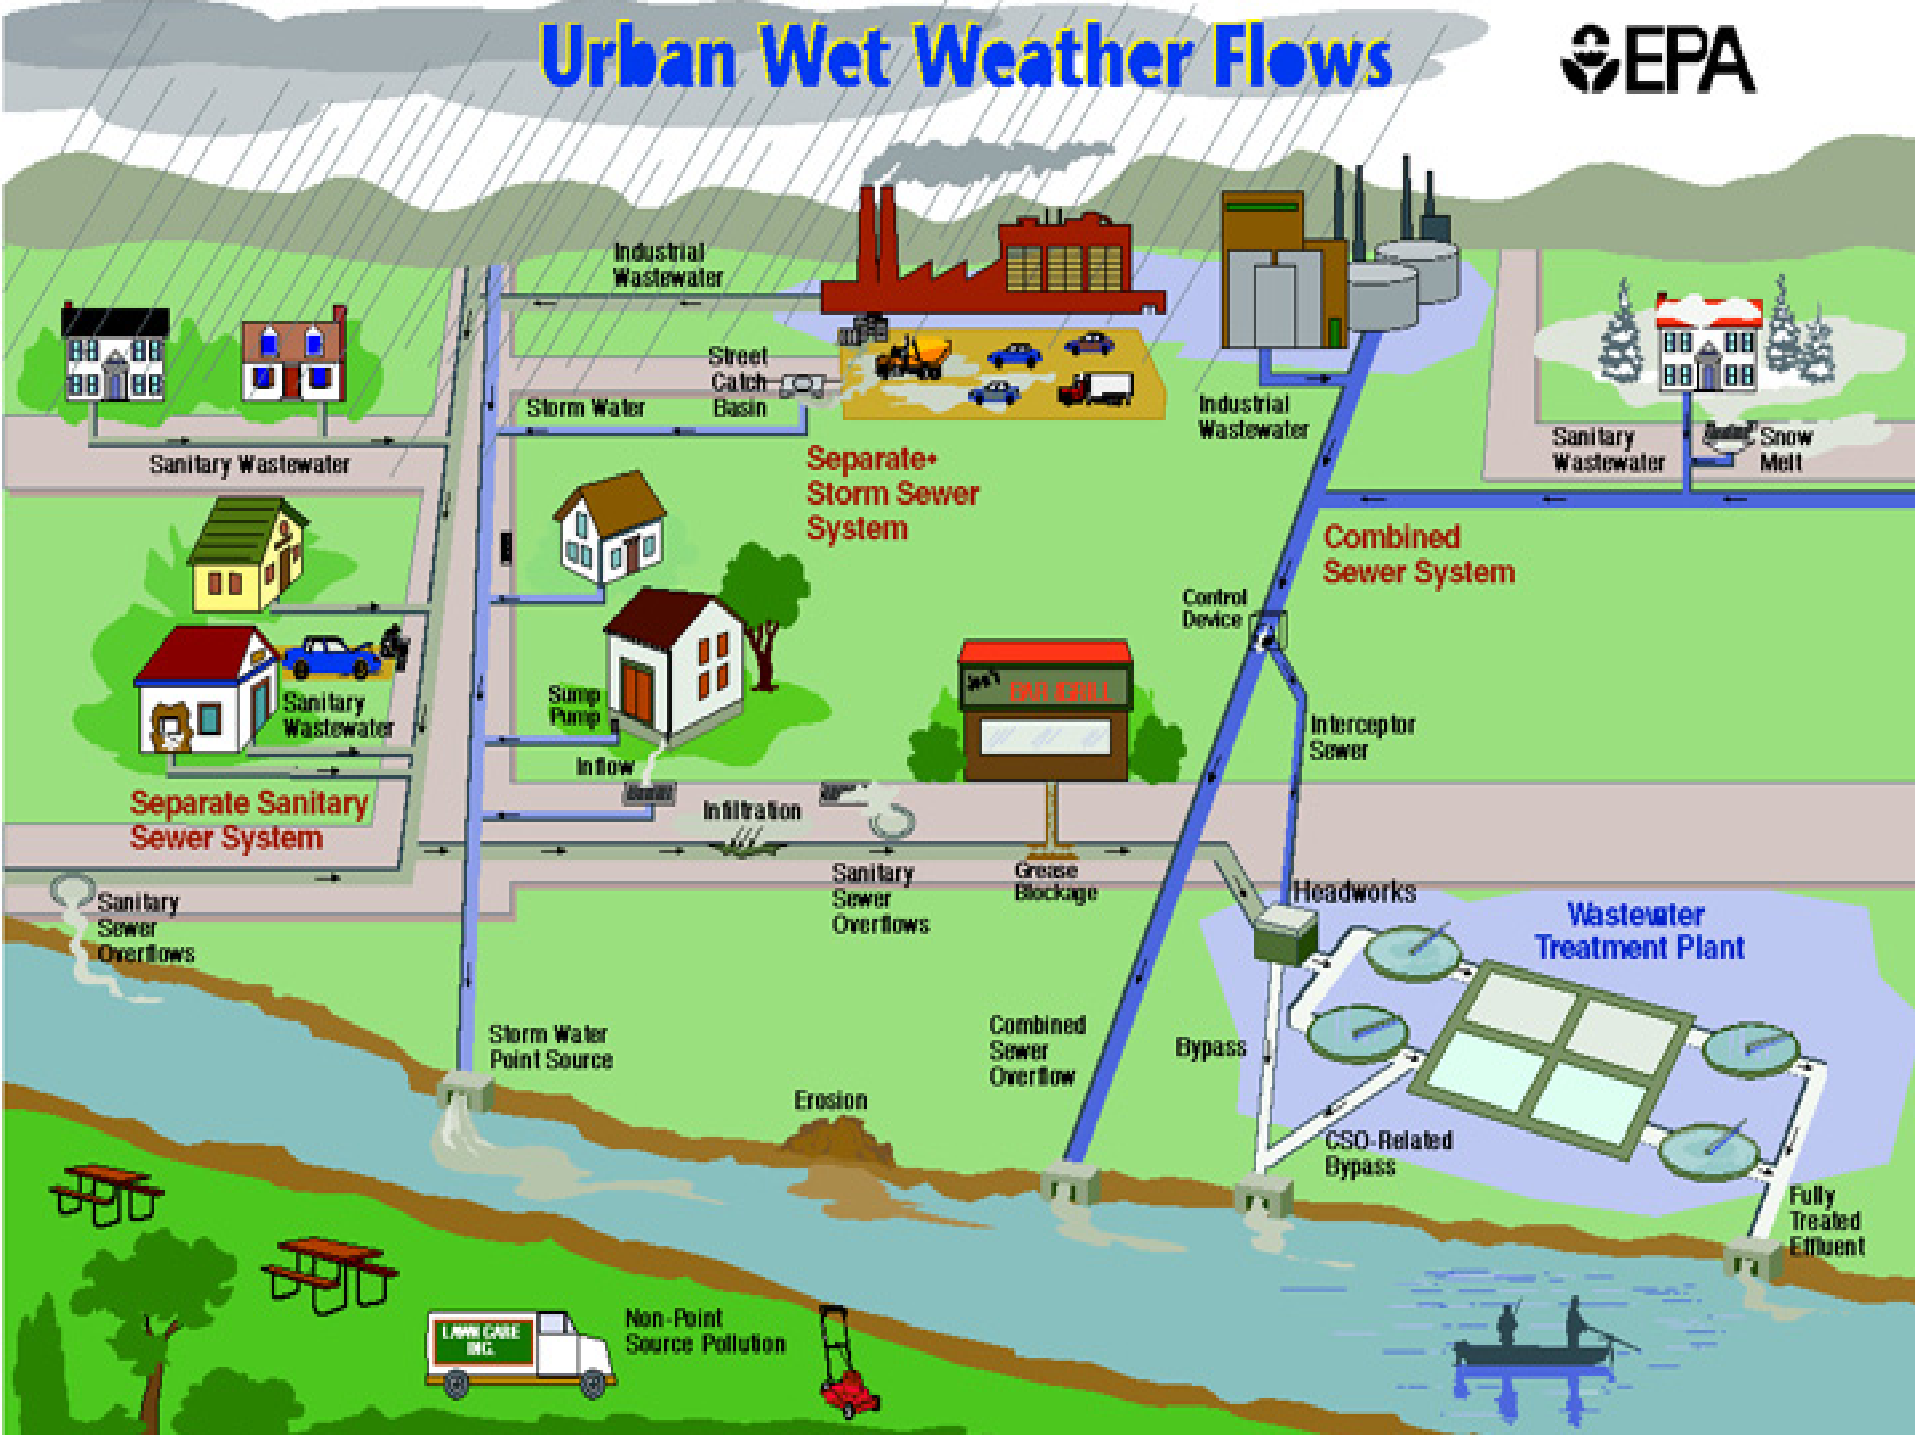 Urban Wet Weather Flows
EPA
Industrial
Wastewater
Street
Catch
Basin
Storm Water
Industrial
Wastewater
Sanitary
Wastewater
Snow
Melt
Sanitary Wastewater
Separate•
Storm Sewer
System
Combined
Sewer System
Control
Device
Joe's
BAR & GRILL
Sump
Pump
Sanitary
Wastewater
Interceptor
Sewer
Inflow
Infiltration
Separate Sanitary
Sewer System
Sanitary
Sewer
Overflows
Grease
Blockage
Headworks
Sanitary
Sewer
Overflows
Wastewater
Treatment Plant
Storm Water
Point Source
Combined
Sewer
Overflow
Bypass
Erosion
CSO-Related
Bypass
Fully
Treated
Effluent
LAWN CARE
INC.
Non-Point
Source Pollution